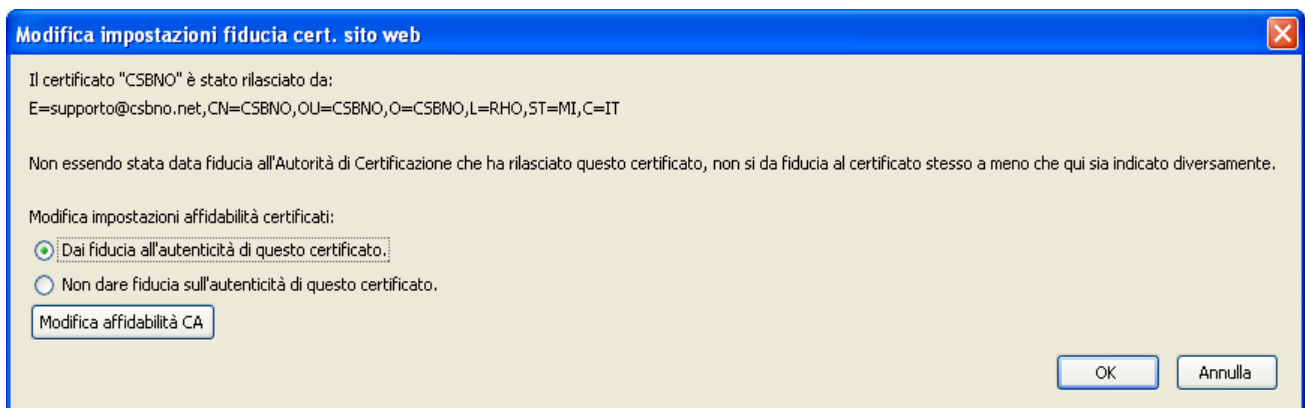 Modifica impostazioni fiducia cert. sito web
Il certificato "CSBNO" è stato rilasciato da:
E=supporto@csbno.net,CN=CSBNO,OU=CSBNO,O=CSBNO,L=RHO,ST=MI,C=IT
Non essendo stata data fiducia all'Autorità di Certificazione che ha rilasciato questo certificato, non si da fiducia al certificato stesso a meno che qui sia indicato diversamente.
Modifica impostazioni affidabilità certificati:
Dai fiducia all'autenticità di questo certificato.
Non dare fiducia sull'autenticità di questo certificato.
Modifica affidabilità CA
OK Annulla